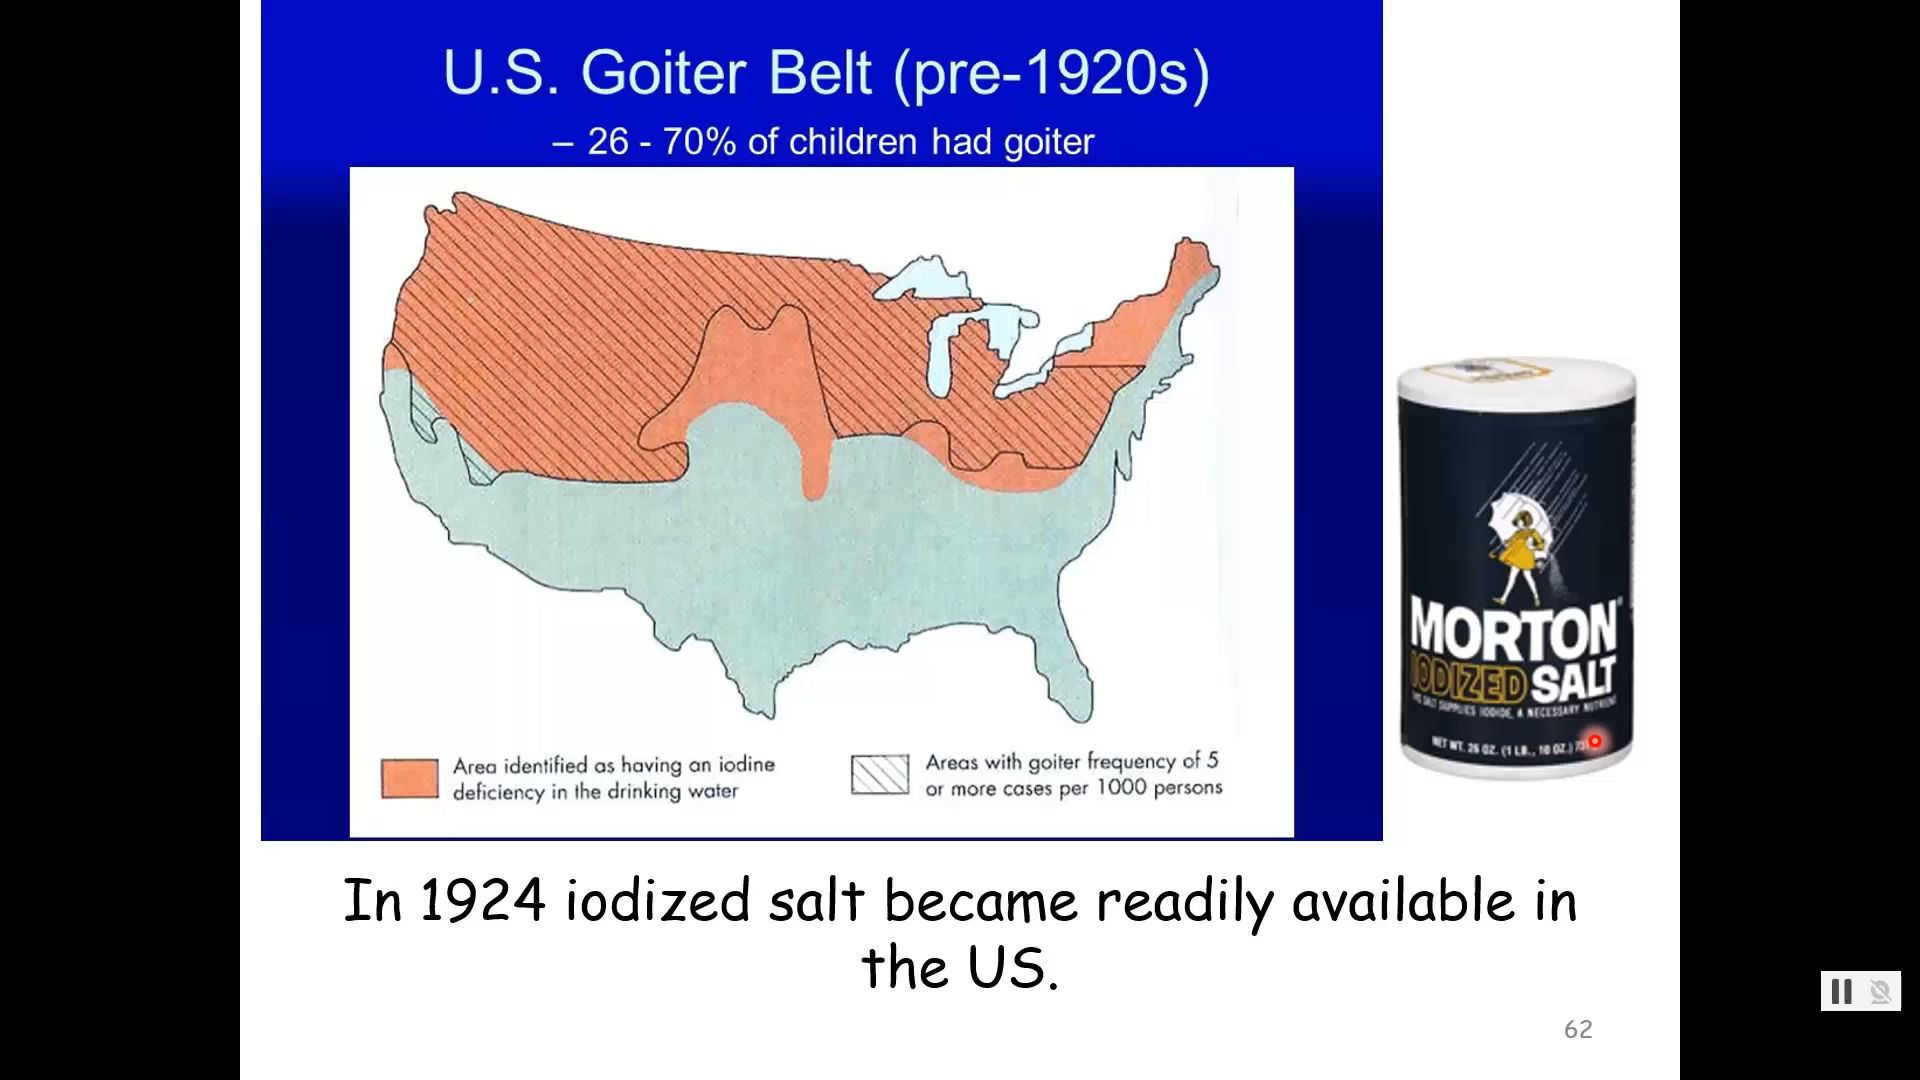 U.S. Goiter Belt (pre-1920s)
– 26 - 70% of children had goiter
Area identified as having an iodine
deficiency in the drinking water
Areas with goiter frequency of 5
or more cases per 1000 persons
MORTON
IODIZED SALT
THIS SALT SUPPLIES IODIDE, A NECESSARY NUTRIENT
NET WT. 26 OZ. (1 LB., 10 OZ.)
In 1924 iodized salt became readily available in
the US.
62